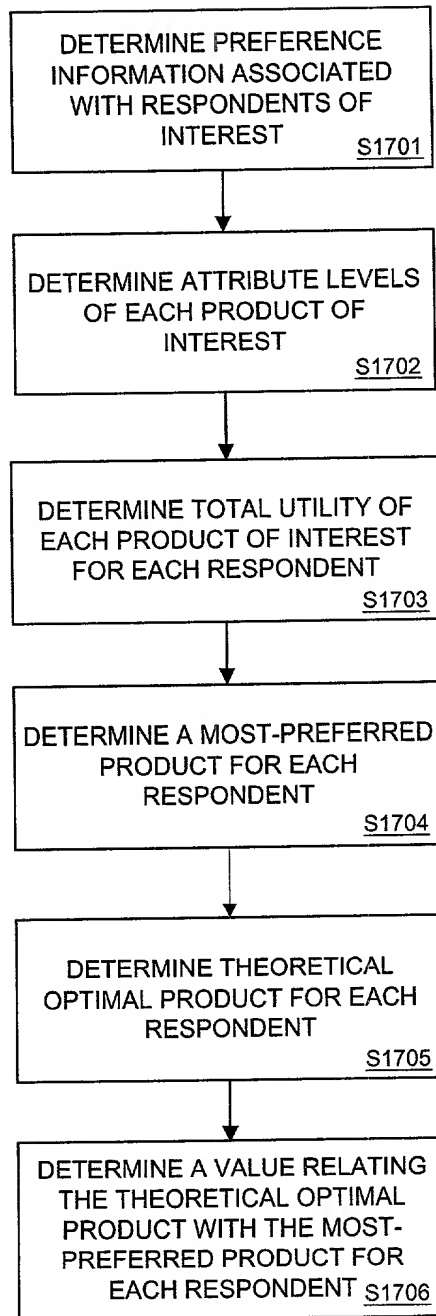 DETERMINE PREFERENCE
INFORMATION ASSOCIATED
WITH RESPONDENTS OF
INTEREST
S1701
DETERMINE ATTRIBUTE LEVELS
OF EACH PRODUCT OF
INTEREST
S1702
DETERMINE TOTAL UTILITY OF
EACH PRODUCT OF INTEREST
FOR EACH RESPONDENT
S1703
DETERMINE A MOST-PREFERRED
PRODUCT FOR EACH
RESPONDENT
S1704
DETERMINE THEORETICAL
OPTIMAL PRODUCT FOR EACH
RESPONDENT
S1705
DETERMINE A VALUE RELATING
THE THEORETICAL OPTIMAL
PRODUCT WITH THE MOST-
PREFERRED PRODUCT FOR
EACH RESPONDENT S1706